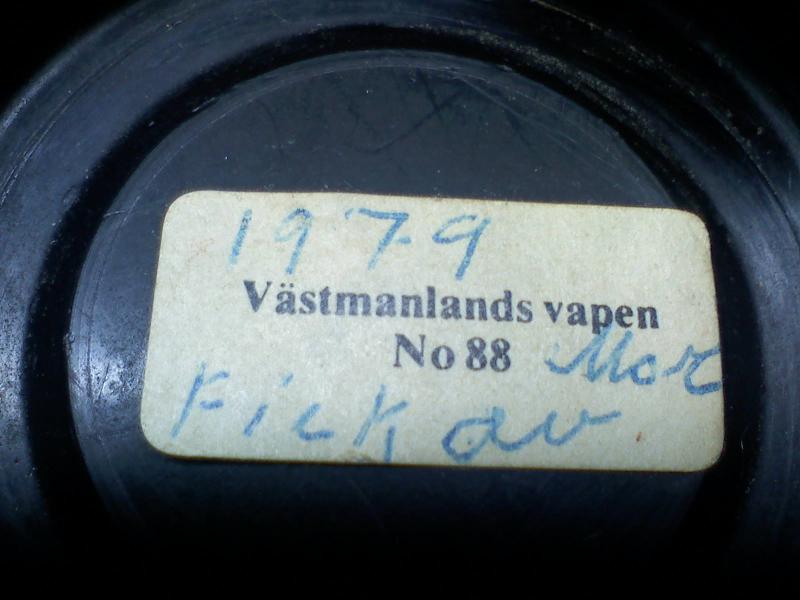 1979
Västmanlands vapen
No 88 Mor
Fick av